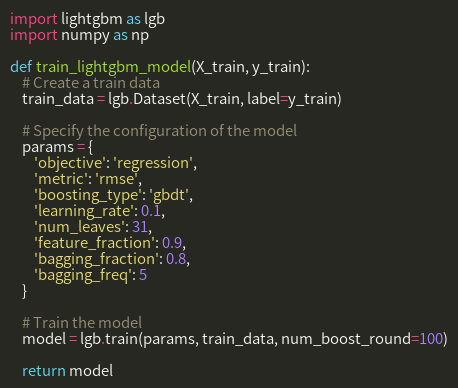 import lightgbm as lgb
import numpy as np

def train_lightgbm_model(X_train, y_train):
    # Create a train data
    train_data = lgb.Dataset(X_train, label=y_train)

    # Specify the configuration of the model
    params = {
        'objective': 'regression',
        'metric': 'rmse',
        'boosting_type': 'gbdt',
        'learning_rate': 0.1,
        'num_leaves': 31,
        'feature_fraction': 0.9,
        'bagging_fraction': 0.8,
        'bagging_freq': 5
    }

    # Train the model
    model = lgb.train(params, train_data, num_boost_round=100)

    return model